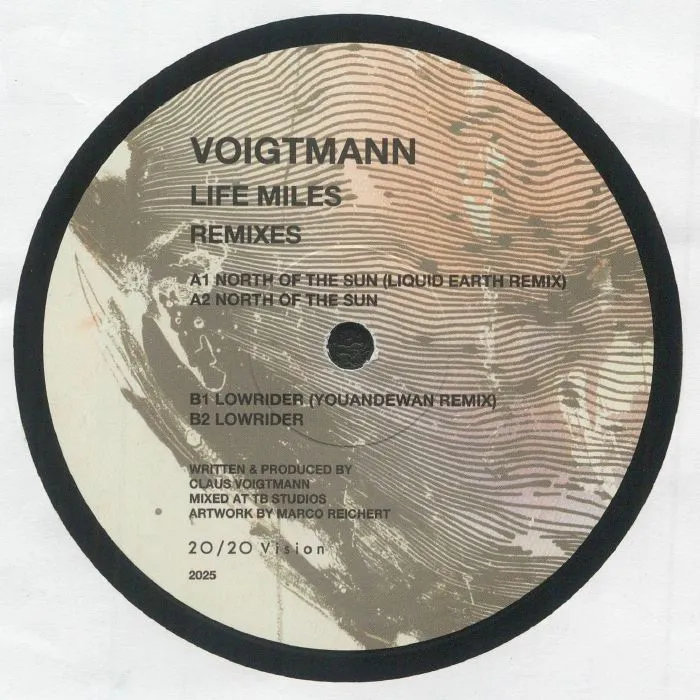 VOIGTMANN
LIFE MILES
REMIXES
A1 NORTH OF THE SUN (LIQUID EARTH REMIX)
A2 NORTH OF THE SUN
B1 LOWRIDER (YOUANDEWAN REMIX)
B2 LOWRIDER
WRITTEN & PRODUCED BY
CLAUS VOIGTMANN
MIXED AT TB STUDIOS
ARTWORK BY MARCO REICHERT
20/20 Vision
2025